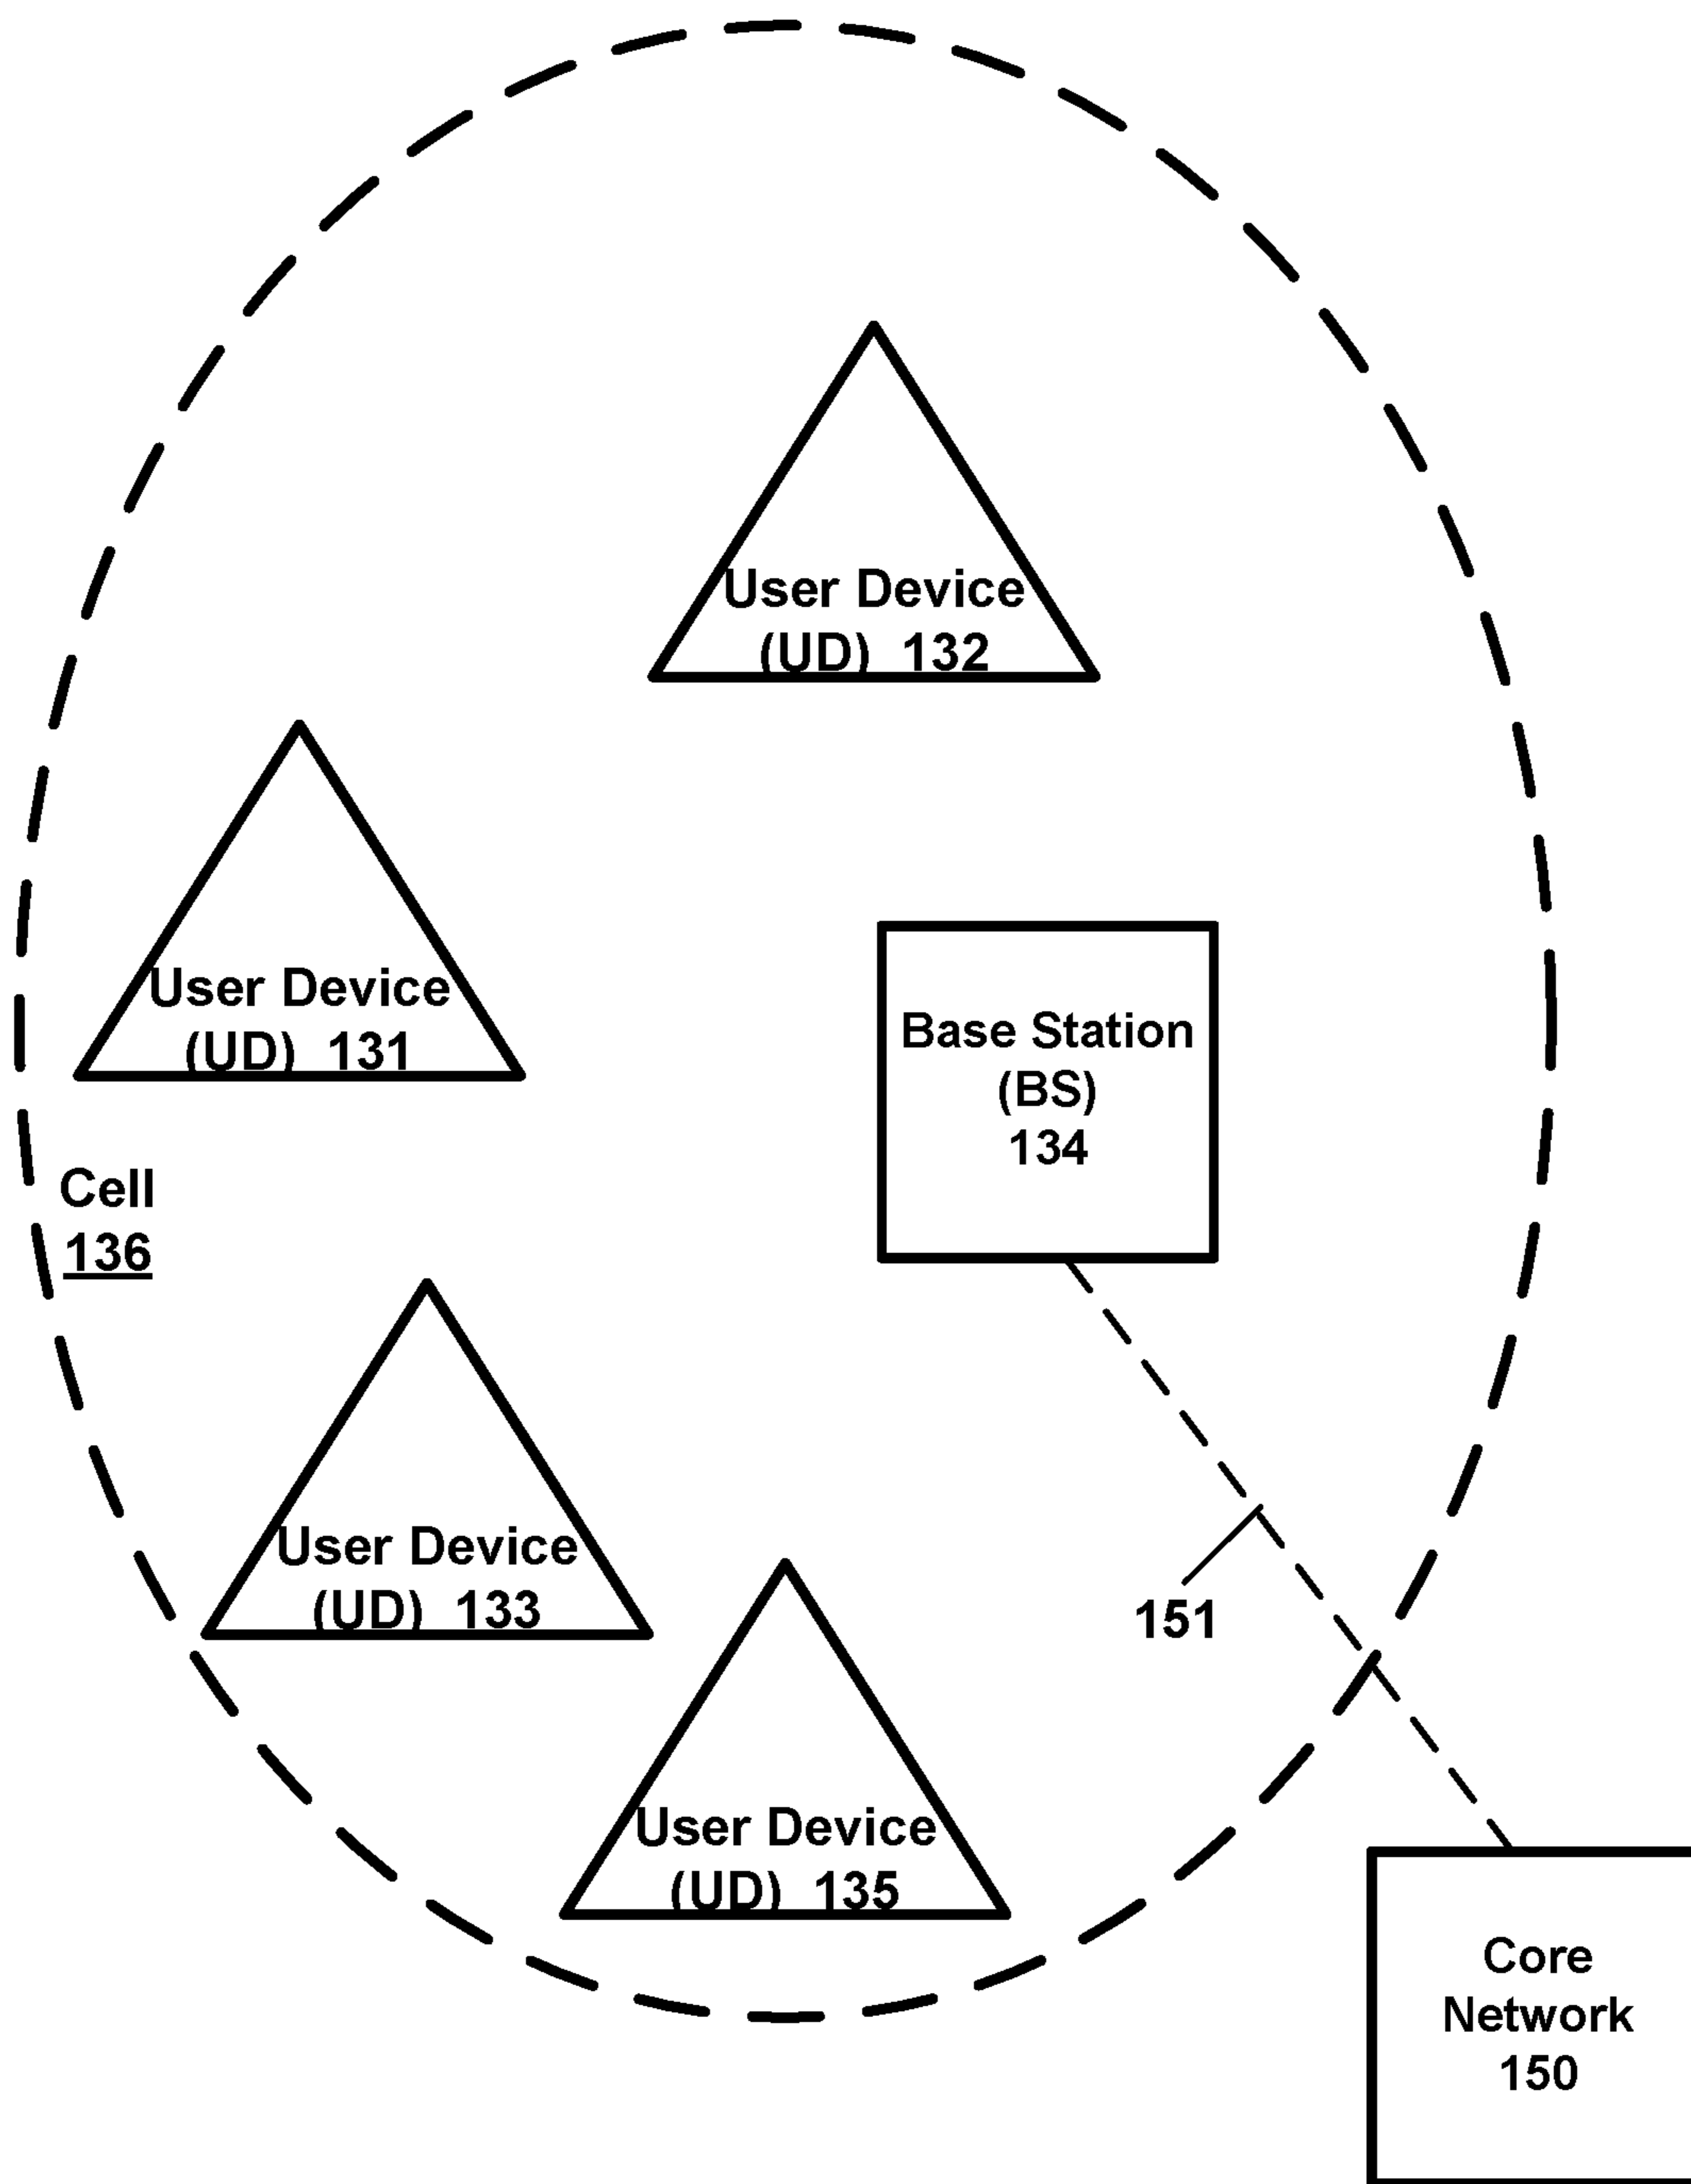 User Device
(UD) 132
User Device
(UD) 131
Base Station
(BS)
134
Cell
136
User Device
(UD) 133
151
User Device
(UD) 135
Core
Network
150